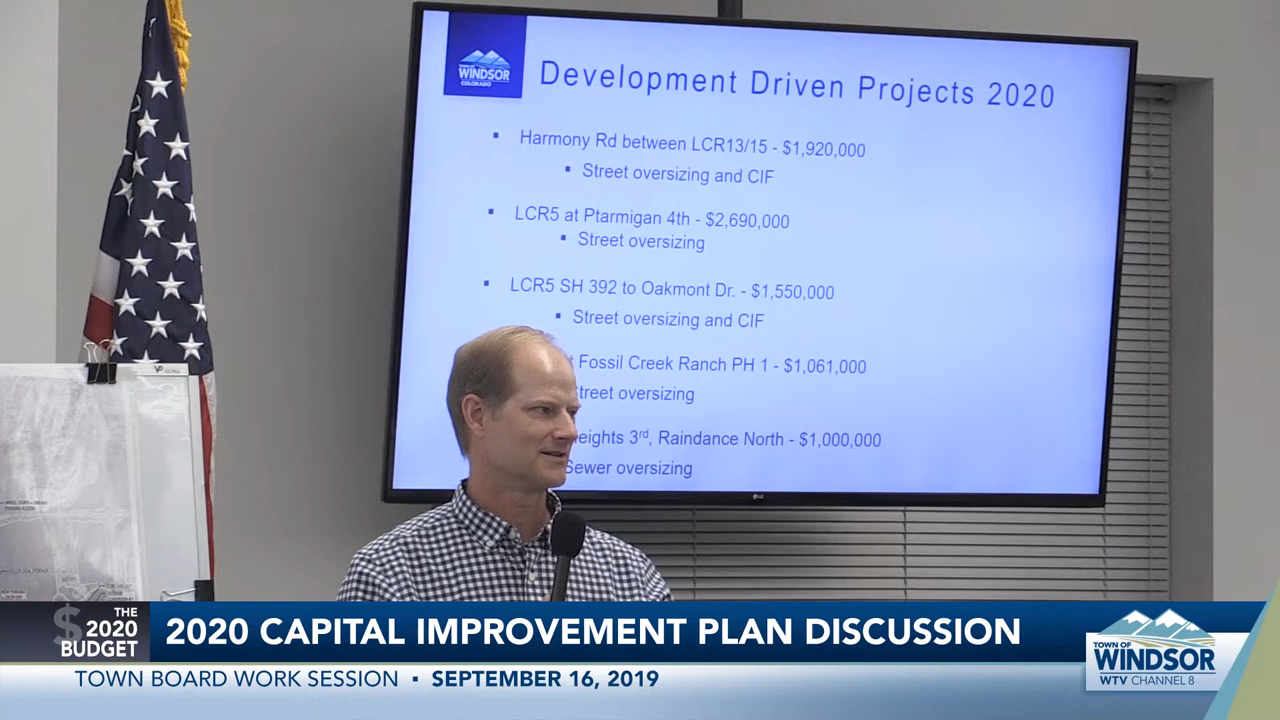 TOWN OF
WINDSOR
COLORADO
Development Driven Projects 2020
▪ Harmony Rd between LCR13/15 - $1,920,000
▪ Street oversizing and CIF
▪ LCR5 at Ptarmigan 4th - $2,690,000
▪ Street oversizing
▪ LCR5 SH 392 to Oakmont Dr. - $1,550,000
▪ Street oversizing and CIF
Fossil Creek Ranch PH 1 - $1,061,000
treet oversizing
eights 3rd, Raindance North - $1,000,000
Sewer oversizing
LG
$ THE
2020
BUDGET
2020 CAPITAL IMPROVEMENT PLAN DISCUSSION
TOWN BOARD WORK SESSION ▪ SEPTEMBER 16, 2019
TOWN OF
WINDSOR
WTV CHANNEL 8